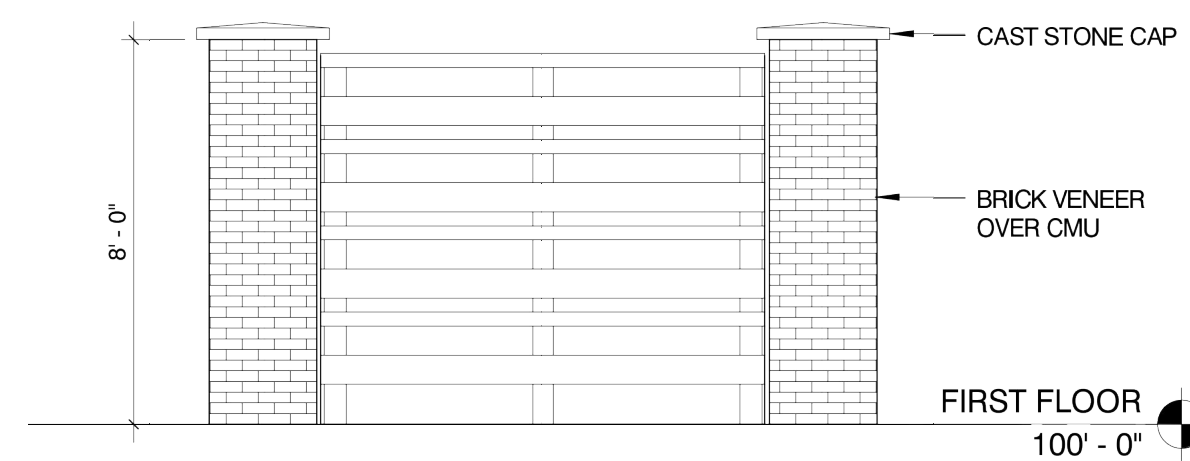 CAST STONE CAP
8' - 0"
BRICK VENEER
OVER CMU
FIRST FLOOR
100' - 0"